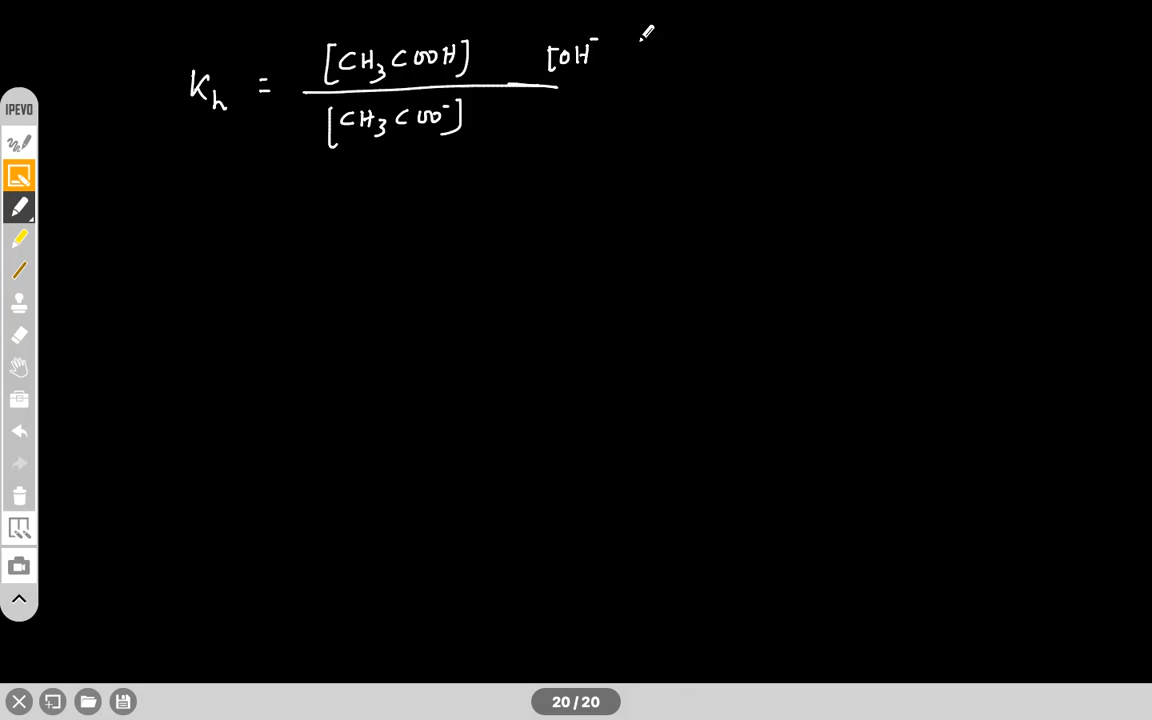 IPEVO
Kh = [CH3COOH] [OH-
[CH3COO-]
20 / 20